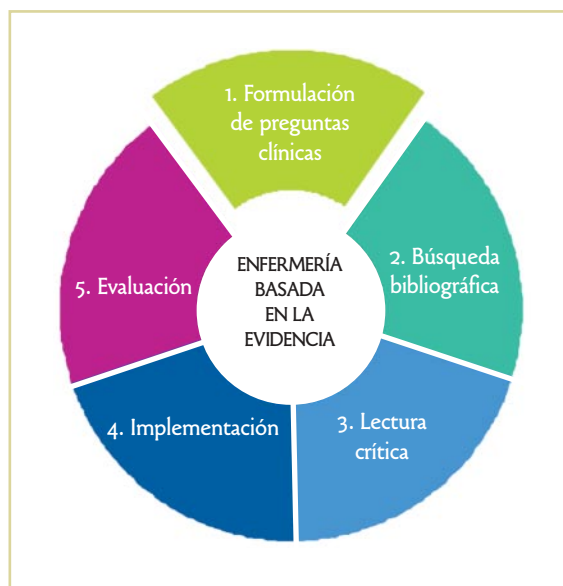 1. Formulación
de preguntas
clínicas
2. Búsqueda
bibliográfica
3. Lectura
crítica
4. Implementación
5. Evaluación
ENFERMERÍA
BASADA
EN LA
EVIDENCIA